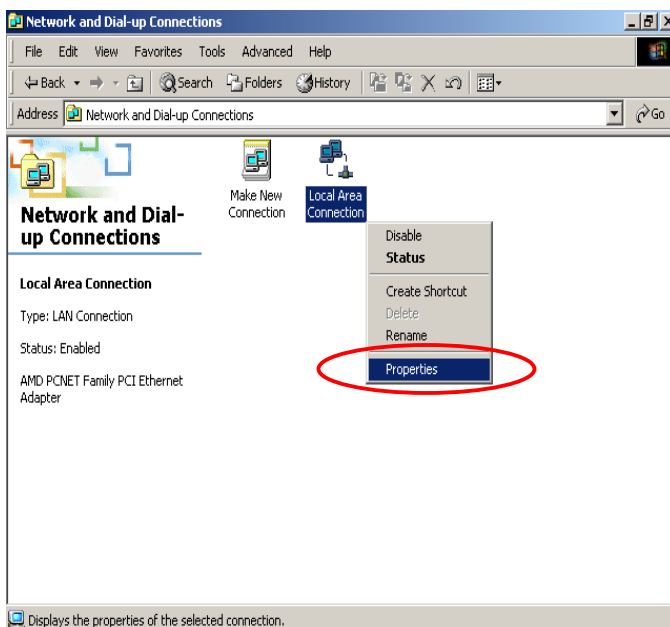 Network and Dial-up Connections
File Edit View Favorites Tools Advanced Help
Back Search Folders History
Address Network and Dial-up Connections Go
Make New
Connection
Local Area
Connection
Network and Dial-
up Connections
Local Area Connection
Type: LAN Connection
Status: Enabled
AMD PCNET Family PCI Ethernet
Adapter
Disable
Status
Create Shortcut
Delete
Rename
Properties
Displays the properties of the selected connection.